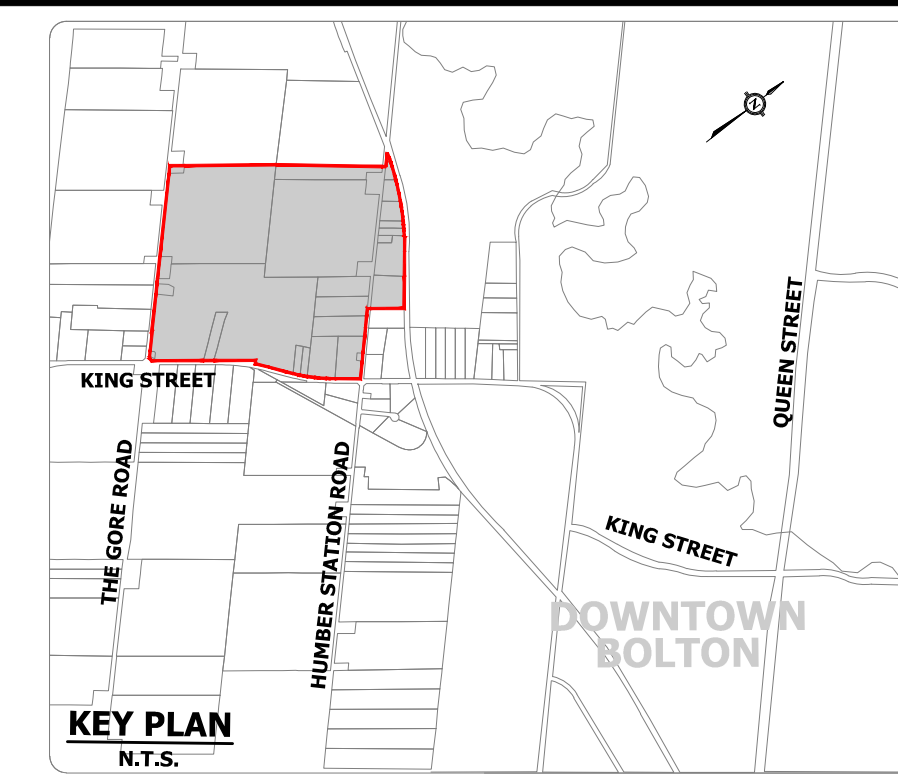 N
QUEEN STREET
KING STREET
THE GORE ROAD
HUMBER STATION ROAD
KING STREET
DOWNTOWN
BOLTON
KEY PLAN
N.T.S.